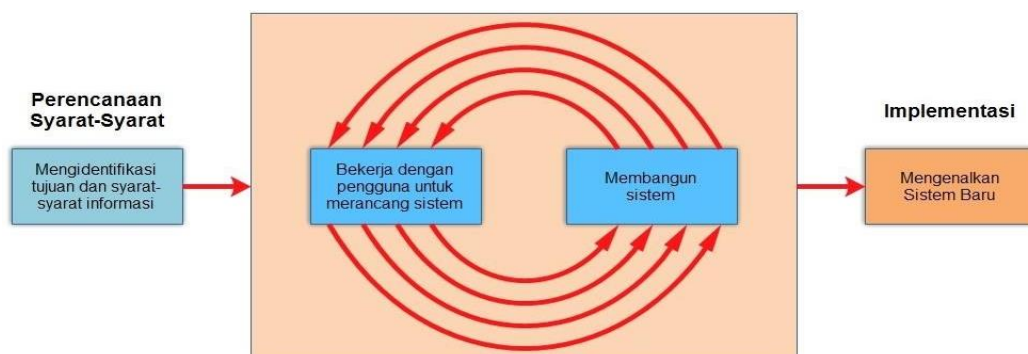 Perencanaan
Syarat-Syarat
Mengidentifikasi
tujuan dan syarat-
syarat informasi
Bekerja dengan
pengguna untuk
merancang sistem
Membangun
sistem
Implementasi
Mengenalkan
Sistem Baru